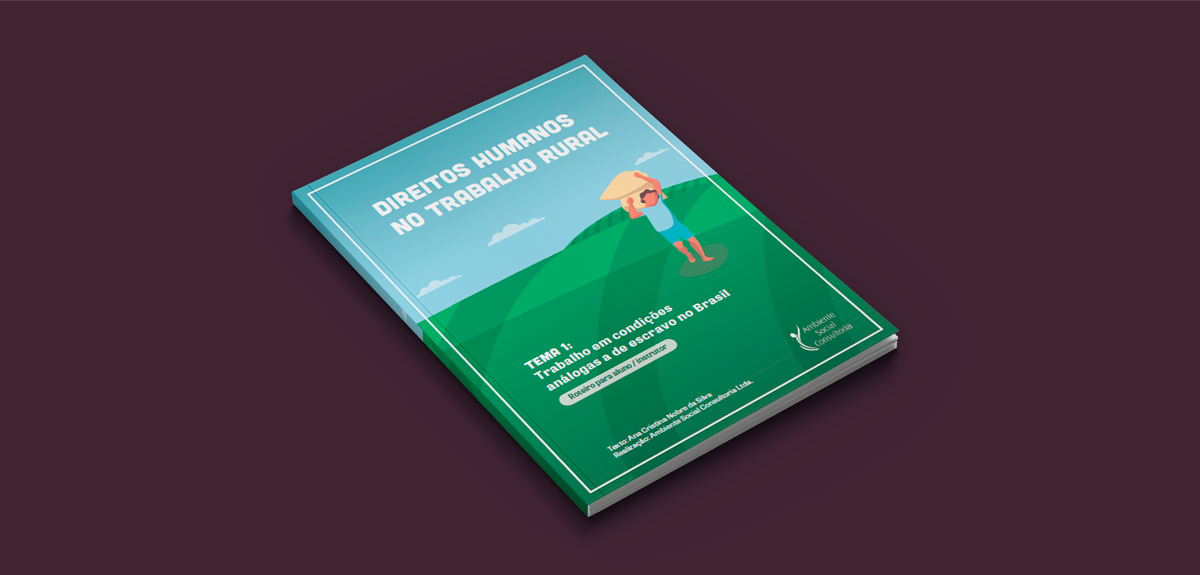 DIREITOS HUMANOS
NO TRABALHO RURAL
TEMA 1:
Trabalho em condições
análogas a de escravo no Brasil
Roteiro para aluno / instrutor
Ambiente
Social
Consultoria
Texto: Ana Cristina Nobre da Silva
Realização: Ambiente Social Consultoria Ltda.